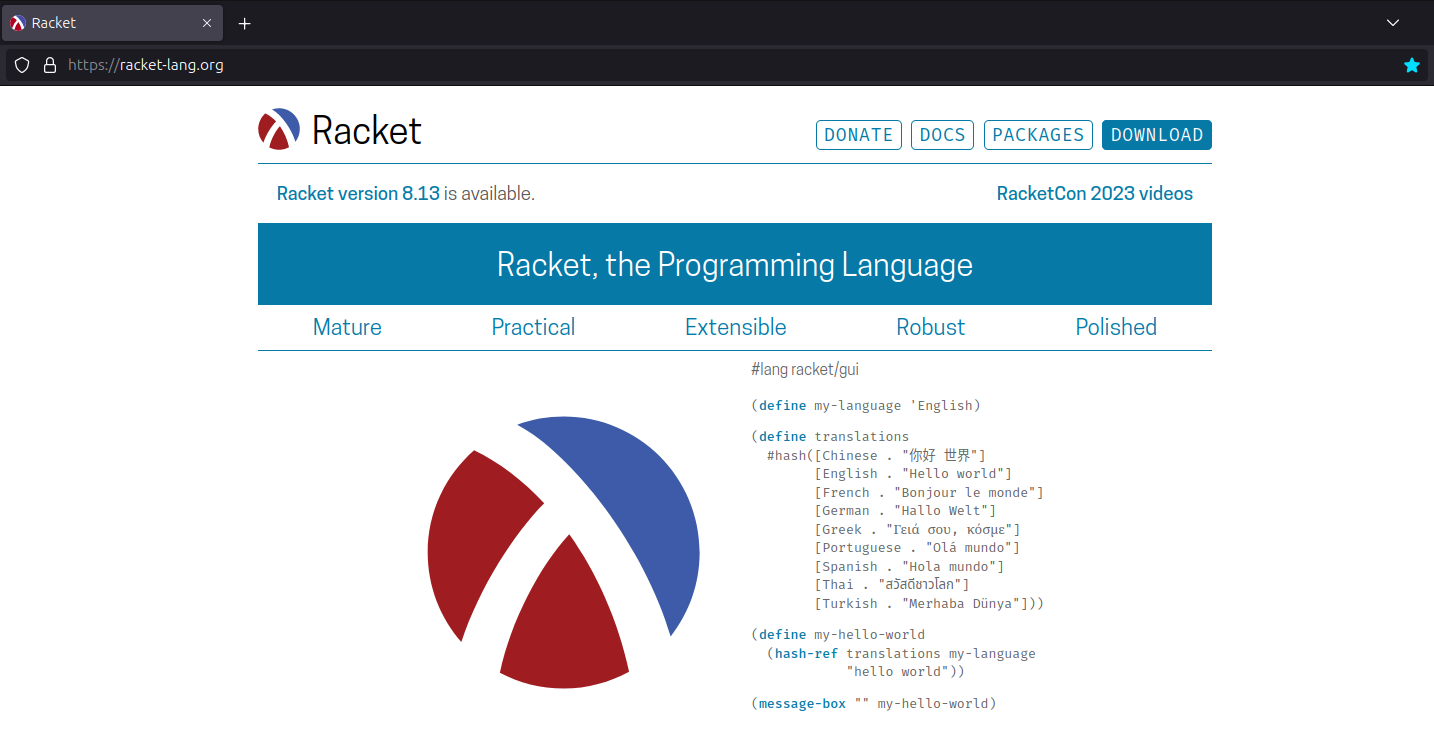 Racket
https://racket-lang.org
Racket
DONATE DOCS PACKAGES DOWNLOAD
Racket version 8.13 is available. RacketCon 2023 videos
Racket, the Programming Language
Mature Practical Extensible Robust Polished
#lang racket/gui
(define my-language 'English)
(define translations
#hash([Chinese . "你好 世界"]
[English . "Hello world"]
[French . "Bonjour le monde"]
[German . "Hallo Welt"]
[Greek . "Γειά σου, κόσμε"]
[Portuguese . "Olá mundo"]
[Spanish . "Hola mundo"]
[Thai . "สวัสดีชาวโลก"]
[Turkish . "Merhaba Dünya"]))
(define my-hello-world
(hash-ref translations my-language
"hello world"))
(message-box "" my-hello-world)